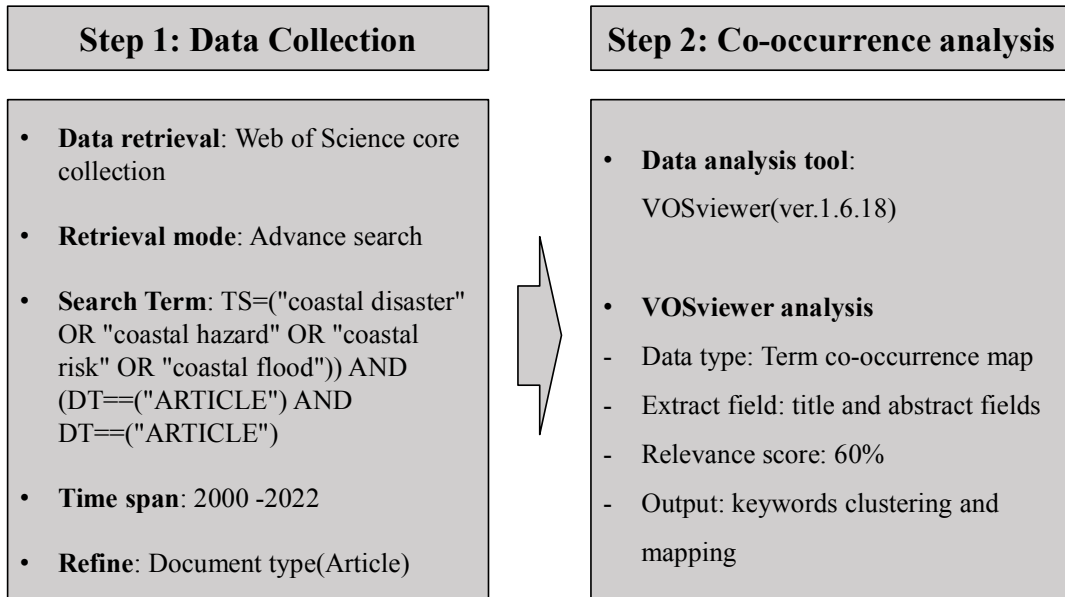 Step 1: Data Collection
• Data retrieval: Web of Science core
collection
• Retrieval mode: Advance search
• Search Term: TS=("coastal disaster"
OR "coastal hazard" OR "coastal
risk" OR "coastal flood")) AND
(DT==("ARTICLE") AND
DT==("ARTICLE")
• Time span: 2000 -2022
• Refine: Document type(Article)
Step 2: Co-occurrence analysis
• Data analysis tool:
VOSviewer(ver.1.6.18)
• VOSviewer analysis
- Data type: Term co-occurrence map
- Extract field: title and abstract fields
- Relevance score: 60%
- Output: keywords clustering and
mapping